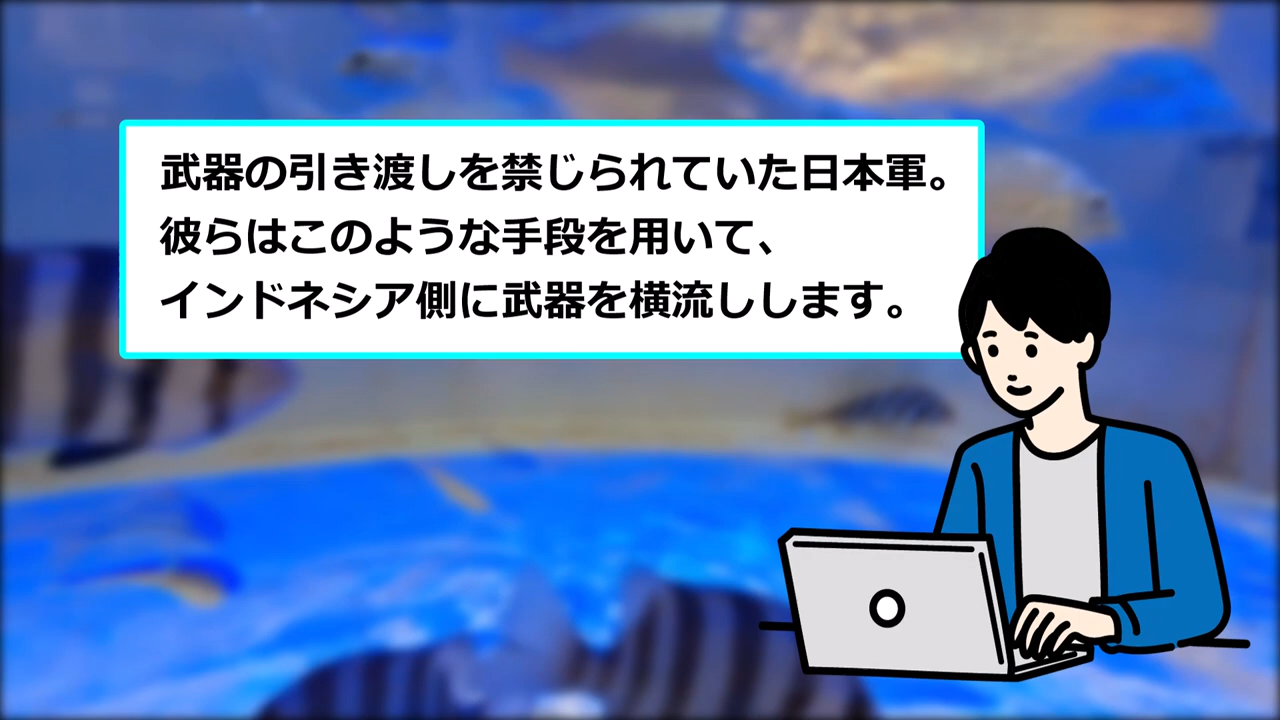 武器の引き渡しを禁じられていた日本軍。
彼らはこのような手段を用いて、
インドネシア側に武器を横流しします。